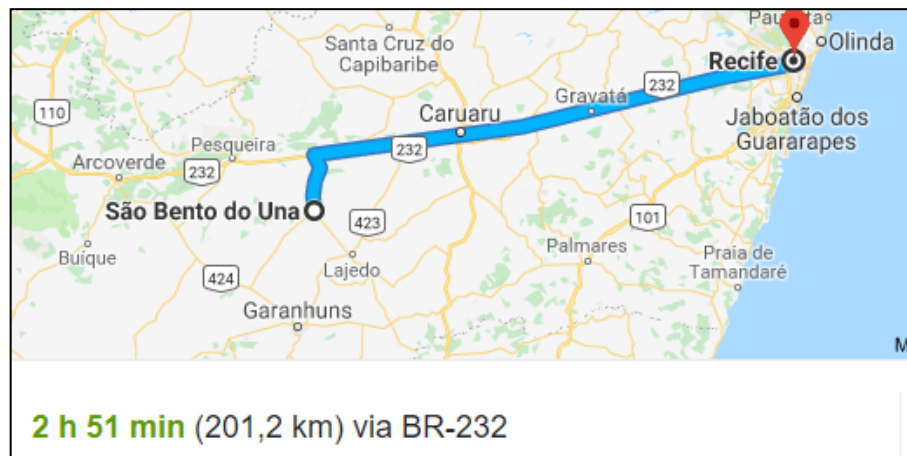 Paulista
Olinda
Santa Cruz do
Capibaribe
Recife
232
Gravatá
110
Caruaru
Jaboatão dos
Guararapes
Pesqueira
232
Arcoverde
232
São Bento do Una
423
101
Buíque
Lajedo
Palmares
Praia de
Tamandaré
424
Garanhuns
M
2 h 51 min (201,2 km) via BR-232